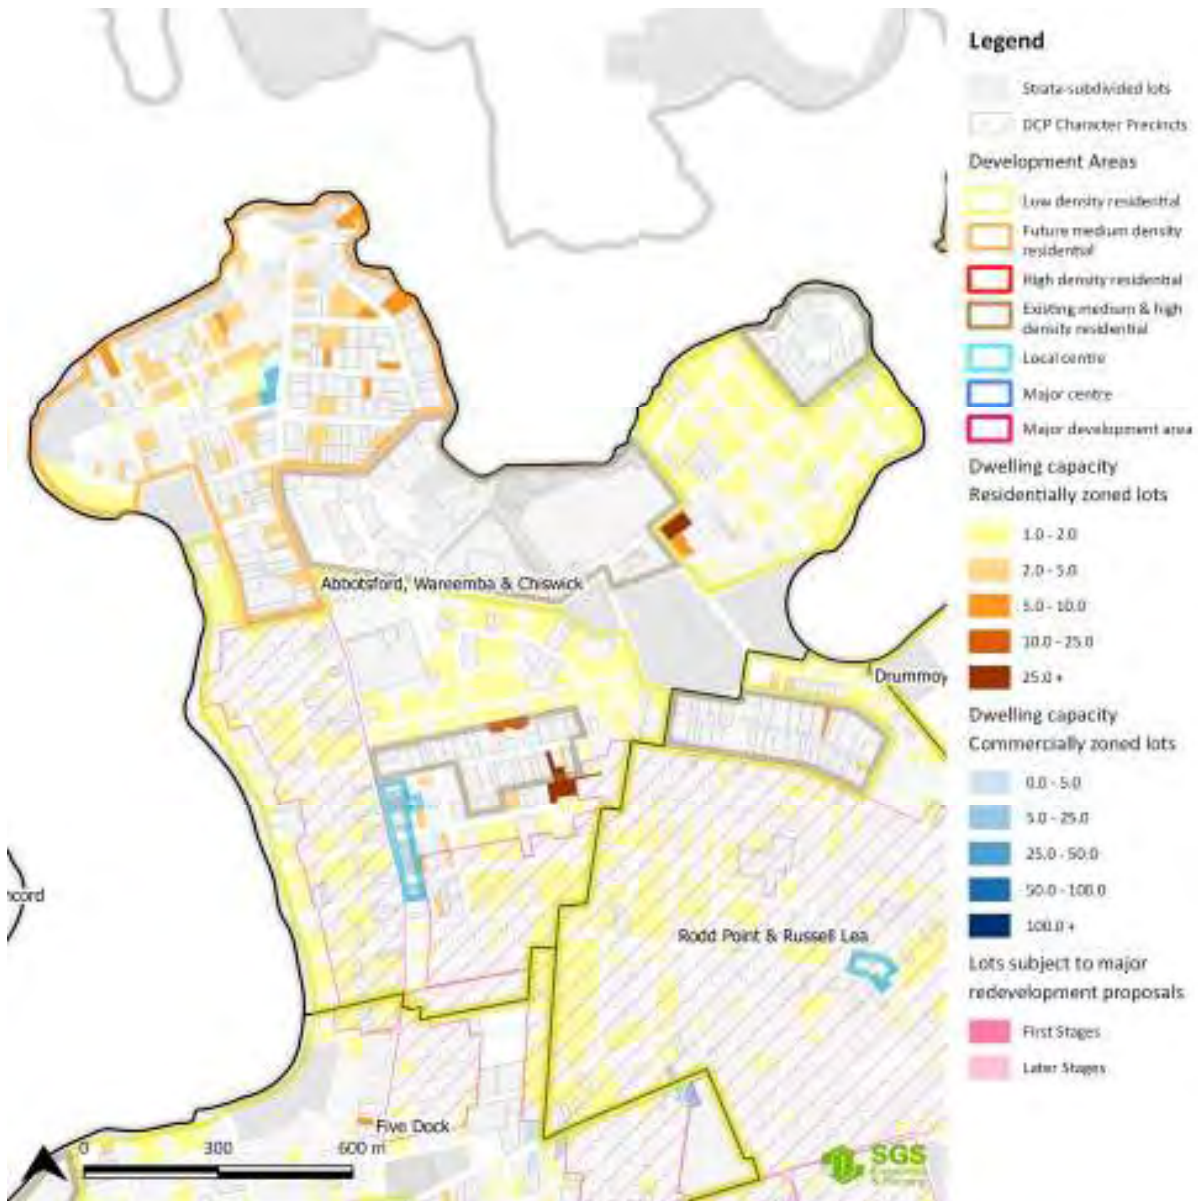 Legend
Strata-subdivided lots
DCP Character Precincts
Development Areas
Low density residential
Future medium density
residential
High density residential
Existing medium & high
density residential
Local centre
Major centre
Major development area
Dwelling capacity
Residentially zoned lots
1.0 - 2.0
2.0 - 5.0
5.0 - 10.0
10.0 - 25.0
25.0 +
Dwelling capacity
Commercially zoned lots
0.0 - 5.0
5.0 - 25.0
25.0 - 50.0
50.0 - 100.0
100.0 +
Lots subject to major
redevelopment proposals
First Stages
Later Stages
Abbotsford, Wareemba & Chiswick
Drummoy
ncord
Rodd Point & Russell Lea
Five Dock
0 300 600 m
SGS
Economics
& Planning